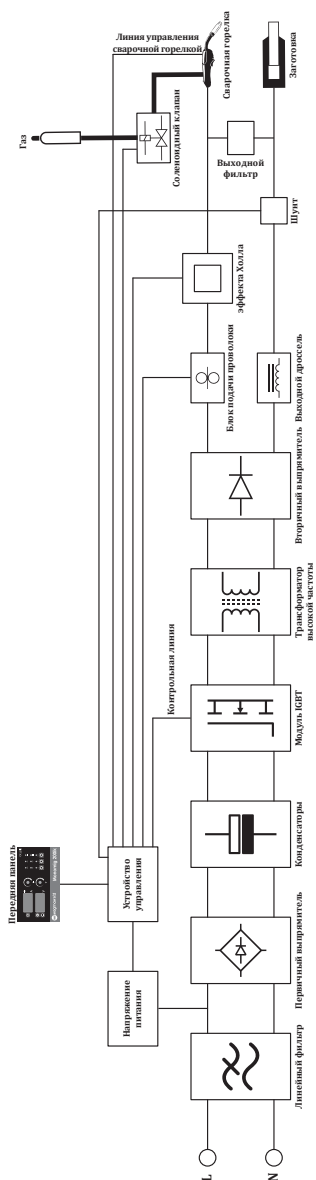 Передняя панель
Газ
Линия управления
сварочной горелкой
Сварочная горелка
Заготовка
Соленоидный клапан
Выходной
фильтр
Шунт
эффекта Холла
Блок подачи проволоки
Выходной дроссель
Вторичный выпрямитель
Трансформатор
высокой частоты
Контрольная линия
Модуль IGBT
Конденсаторы
Устройство
управления
Напряжение
питания
Первичный выпрямитель
Линейный фильтр
L
N